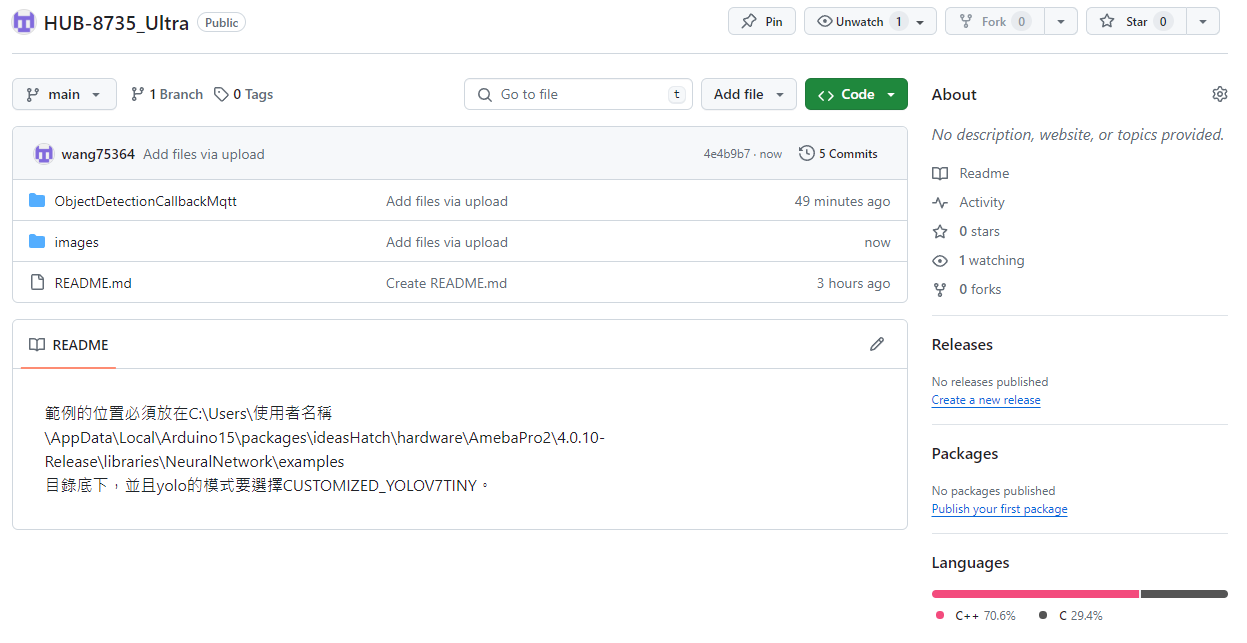 HUB-8735_Ultra Public Pin Unwatch 1 Fork 0 Star 0
main 1 Branch 0 Tags Go to file t Add file Code
wang75364 Add files via upload 4e4b9b7 · now 5 Commits
ObjectDetectionCallbackMqtt Add files via upload 49 minutes ago
images Add files via upload now
README.md Create README.md 3 hours ago
README
範例的位置必須放在C:\Users\使用者名稱
\AppData\Local\Arduino15\packages\ideasHatch\hardware\AmebaPro2\4.0.10-
Release\libraries\NeuralNetwork\examples
目錄底下，並且yolo的模式要選擇CUSTOMIZED_YOLOV7TINY。
About
No description, website, or topics provided.
Readme
Activity
0 stars
1 watching
0 forks
Releases
No releases published
Create a new release
Packages
No packages published
Publish your first package
Languages
C++ 70.6% C 29.4%